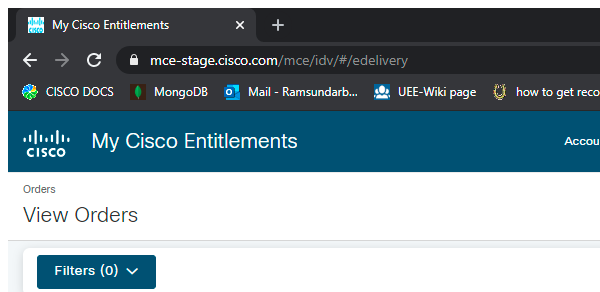 My Cisco Entitlements
mce-stage.cisco.com/mce/idv/#/edelivery
CISCO DOCS MongoDB Mail - Ramsundarb... UEE-Wiki page how to get reco
CISCO My Cisco Entitlements Accou
Orders
View Orders
Filters (0)